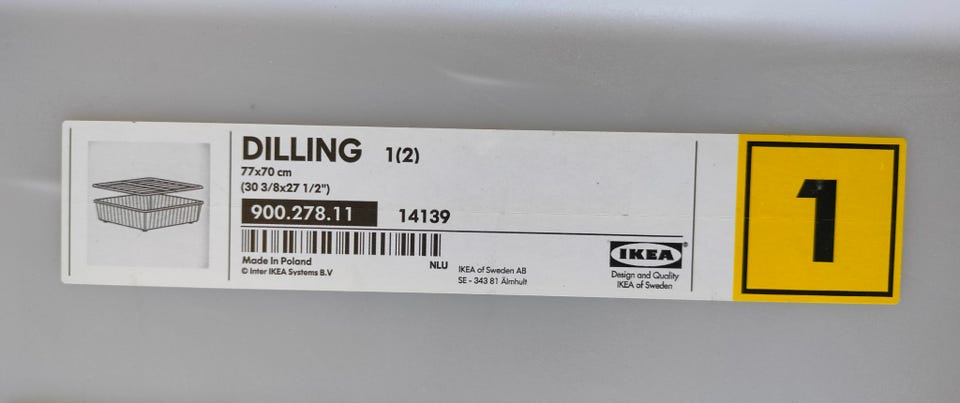 DILLING 1(2)
77x70 cm
(30 3/8x27 1/2")
900.278.11 14139
Made in Poland
© Inter IKEA Systems B.V
NLU
IKEA of Sweden AB
SE - 343 81 Älmhult
IKEA®
Design and Quality
IKEA of Sweden
1